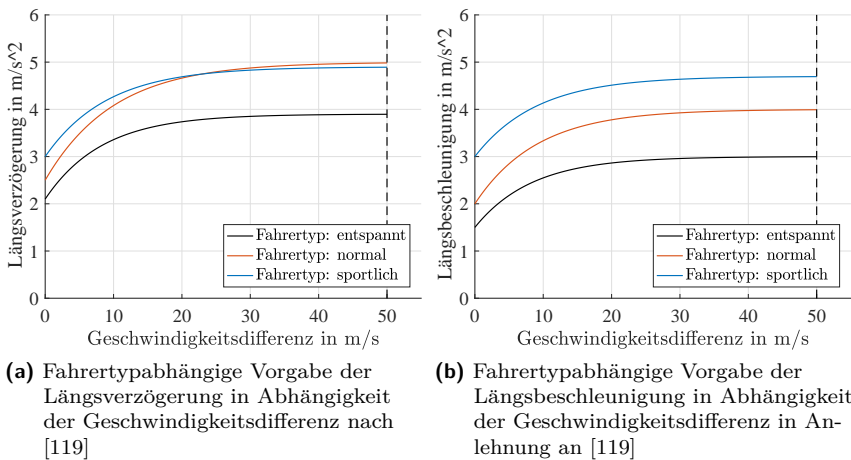 6
5
4
3
2
1
0
Längsverzögerung in m/s^2
Fahrertyp: entspannt
Fahrertyp: normal
Fahrertyp: sportlich
0 10 20 30 40 50
Geschwindigkeitsdifferenz in m/s
(a) Fahrertypabhängige Vorgabe der
Längsverzögerung in Abhängigkeit
der Geschwindigkeitsdifferenz nach
[119]
6
5
4
3
2
1
0
Längsbeschleunigung in m/s^2
Fahrertyp: entspannt
Fahrertyp: normal
Fahrertyp: sportlich
0 10 20 30 40 50
Geschwindigkeitsdifferenz in m/s
(b) Fahrertypabhängige Vorgabe der
Längsbeschleunigung in Abhängigkeit
der Geschwindigkeitsdifferenz in An-
lehnung an [119]